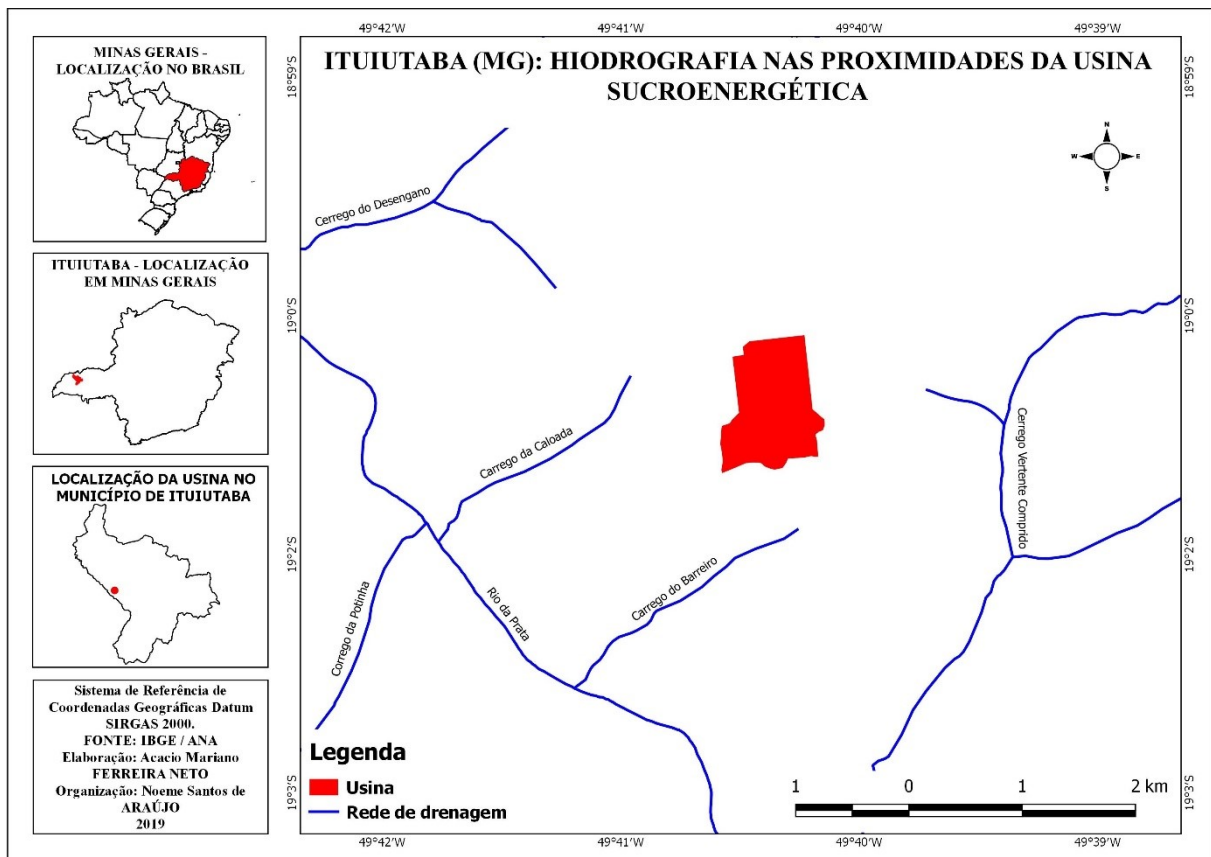 MINAS GERAIS -
LOCALIZAÇÃO NO BRASIL
ITUIUTABA - LOCALIZAÇÃO
EM MINAS GERAIS
LOCALIZAÇÃO DA USINA NO
MUNICÍPIO DE ITUIUTABA
Sistema de Referência de
Coordenadas Geográficas Datum
SIRGAS 2000.
FONTE: IBGE / ANA
Elaboração: Acacio Mariano
FERREIRA NETO
Organização: Noeme Santos de
ARAÚJO
2019
49°42'W 49°41'W 49°40'W 49°39'W
ITUIUTABA (MG): HIODROGRAFIA NAS PROXIMIDADES DA USINA
SUCROENERGÉTICA
18°59'S 18°59'S
N
W E
S
Cerrego do Desengano
19°0'S 19°0'S
Carrego da Caloada
Cerrego Vertente Comprido
19°2'S 19°2'S
Carrego do Barreiro
Rio da Prata
Corrego da Potinha
19°3'S 19°3'S
Legenda
Usina
Rede de drenagem
1 0 1 2 km
49°42'W 49°41'W 49°40'W 49°39'W